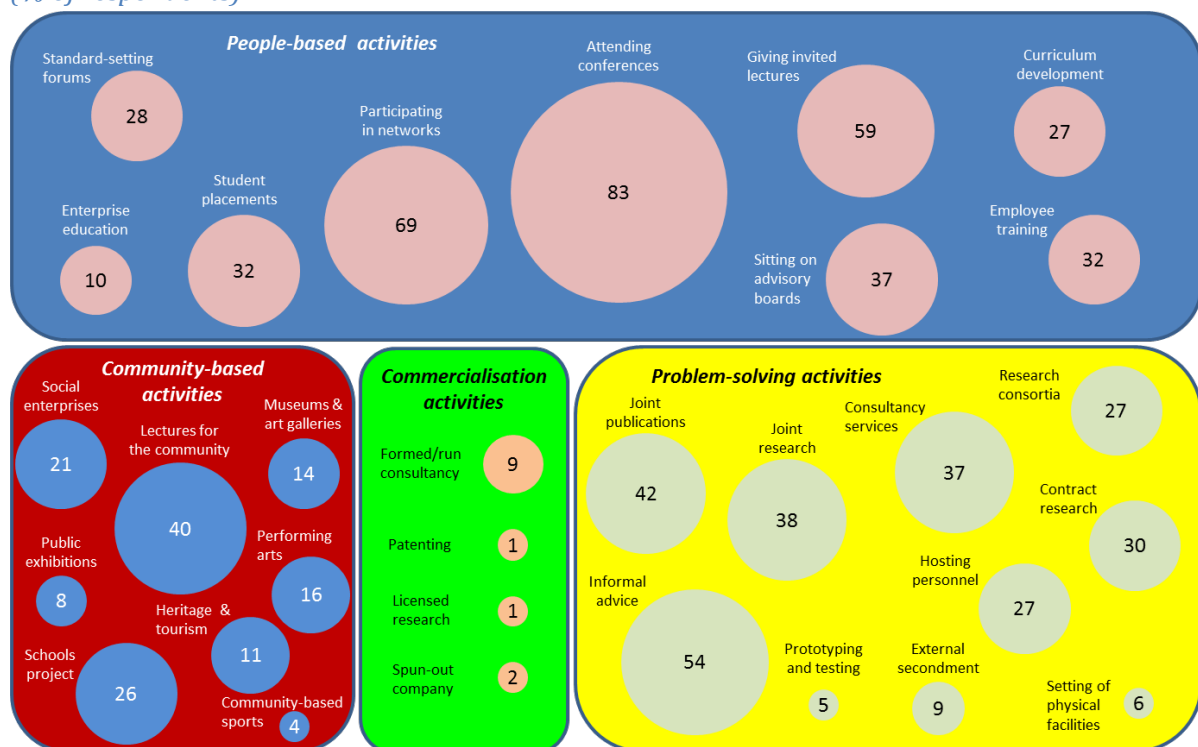 People-based activities
Standard-setting
forums
28
Enterprise
education
10
Student
placements
32
Participating
in networks
69
Attending
conferences
83
Giving invited
lectures
59
Sitting on
advisory
boards
37
Curriculum
development
27
Employee
training
32
Community-based
activities
Social
enterprises
21
Lectures for
the community
40
Museums &
art galleries
14
Public
exhibitions
8
Performing
arts
16
Heritage &
tourism
11
Schools
project
26
Community-based
sports
4
Commercialisation
activities
Formed/run
consultancy
9
Patenting
1
Licensed
research
1
Spun-out
company
2
Problem-solving activities
Joint
publications
42
Joint
research
38
Consultancy
services
37
Research
consortia
27
Contract
research
30
Informal
advice
54
Hosting
personnel
27
Prototyping
and testing
5
External
secondment
9
Setting of
physical
facilities
6